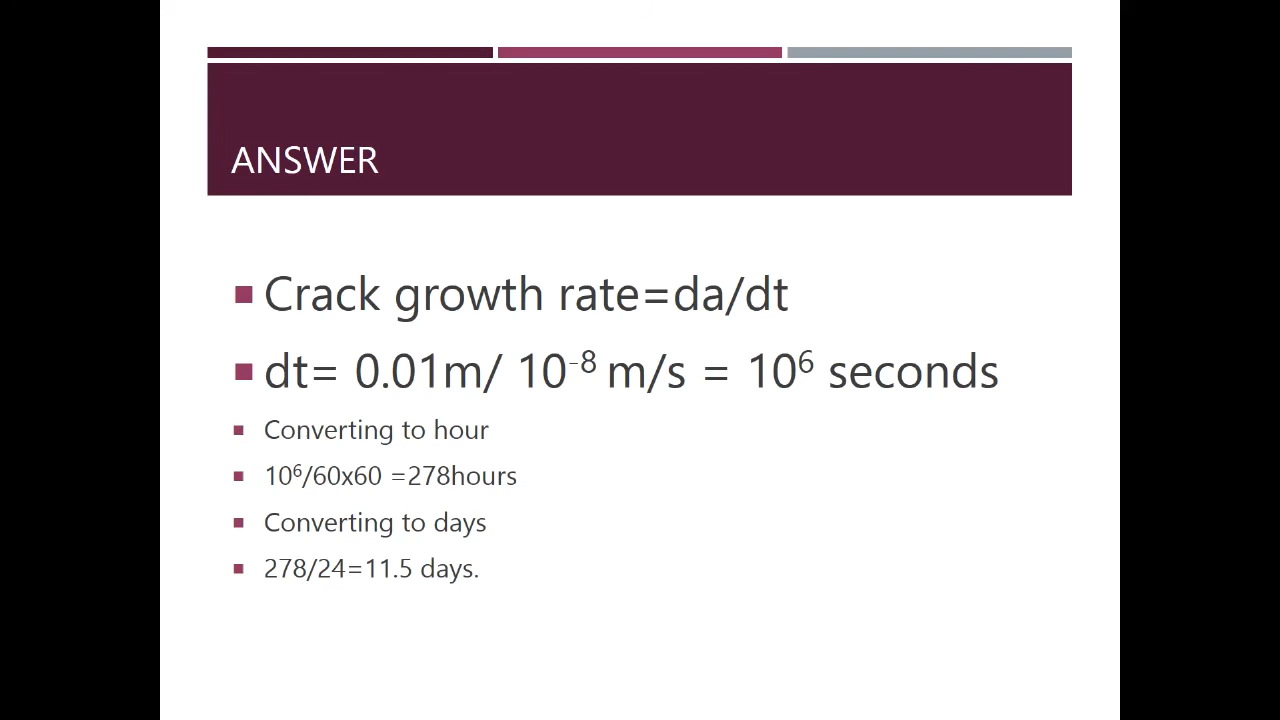 ANSWER
Crack growth rate=da/dt
dt= 0.01m/ 10⁻⁸ m/s = 10⁶ seconds
Converting to hour
10⁶/60x60 =278hours
Converting to days
278/24=11.5 days.